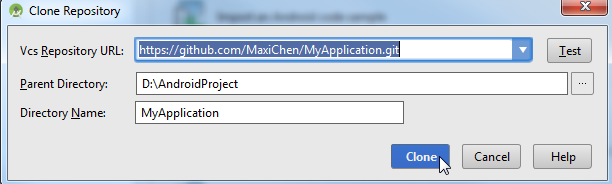 Clone Repository
Vcs Repository URL: https://github.com/MaxiChen/MyApplication.git Test
Parent Directory: D:\AndroidProject ...
Directory Name: MyApplication
Clone Cancel Help